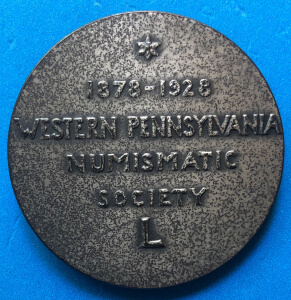 1878-1928
WESTERN PENNSYLVANIA
NUMISMATIC
SOCIETY
L